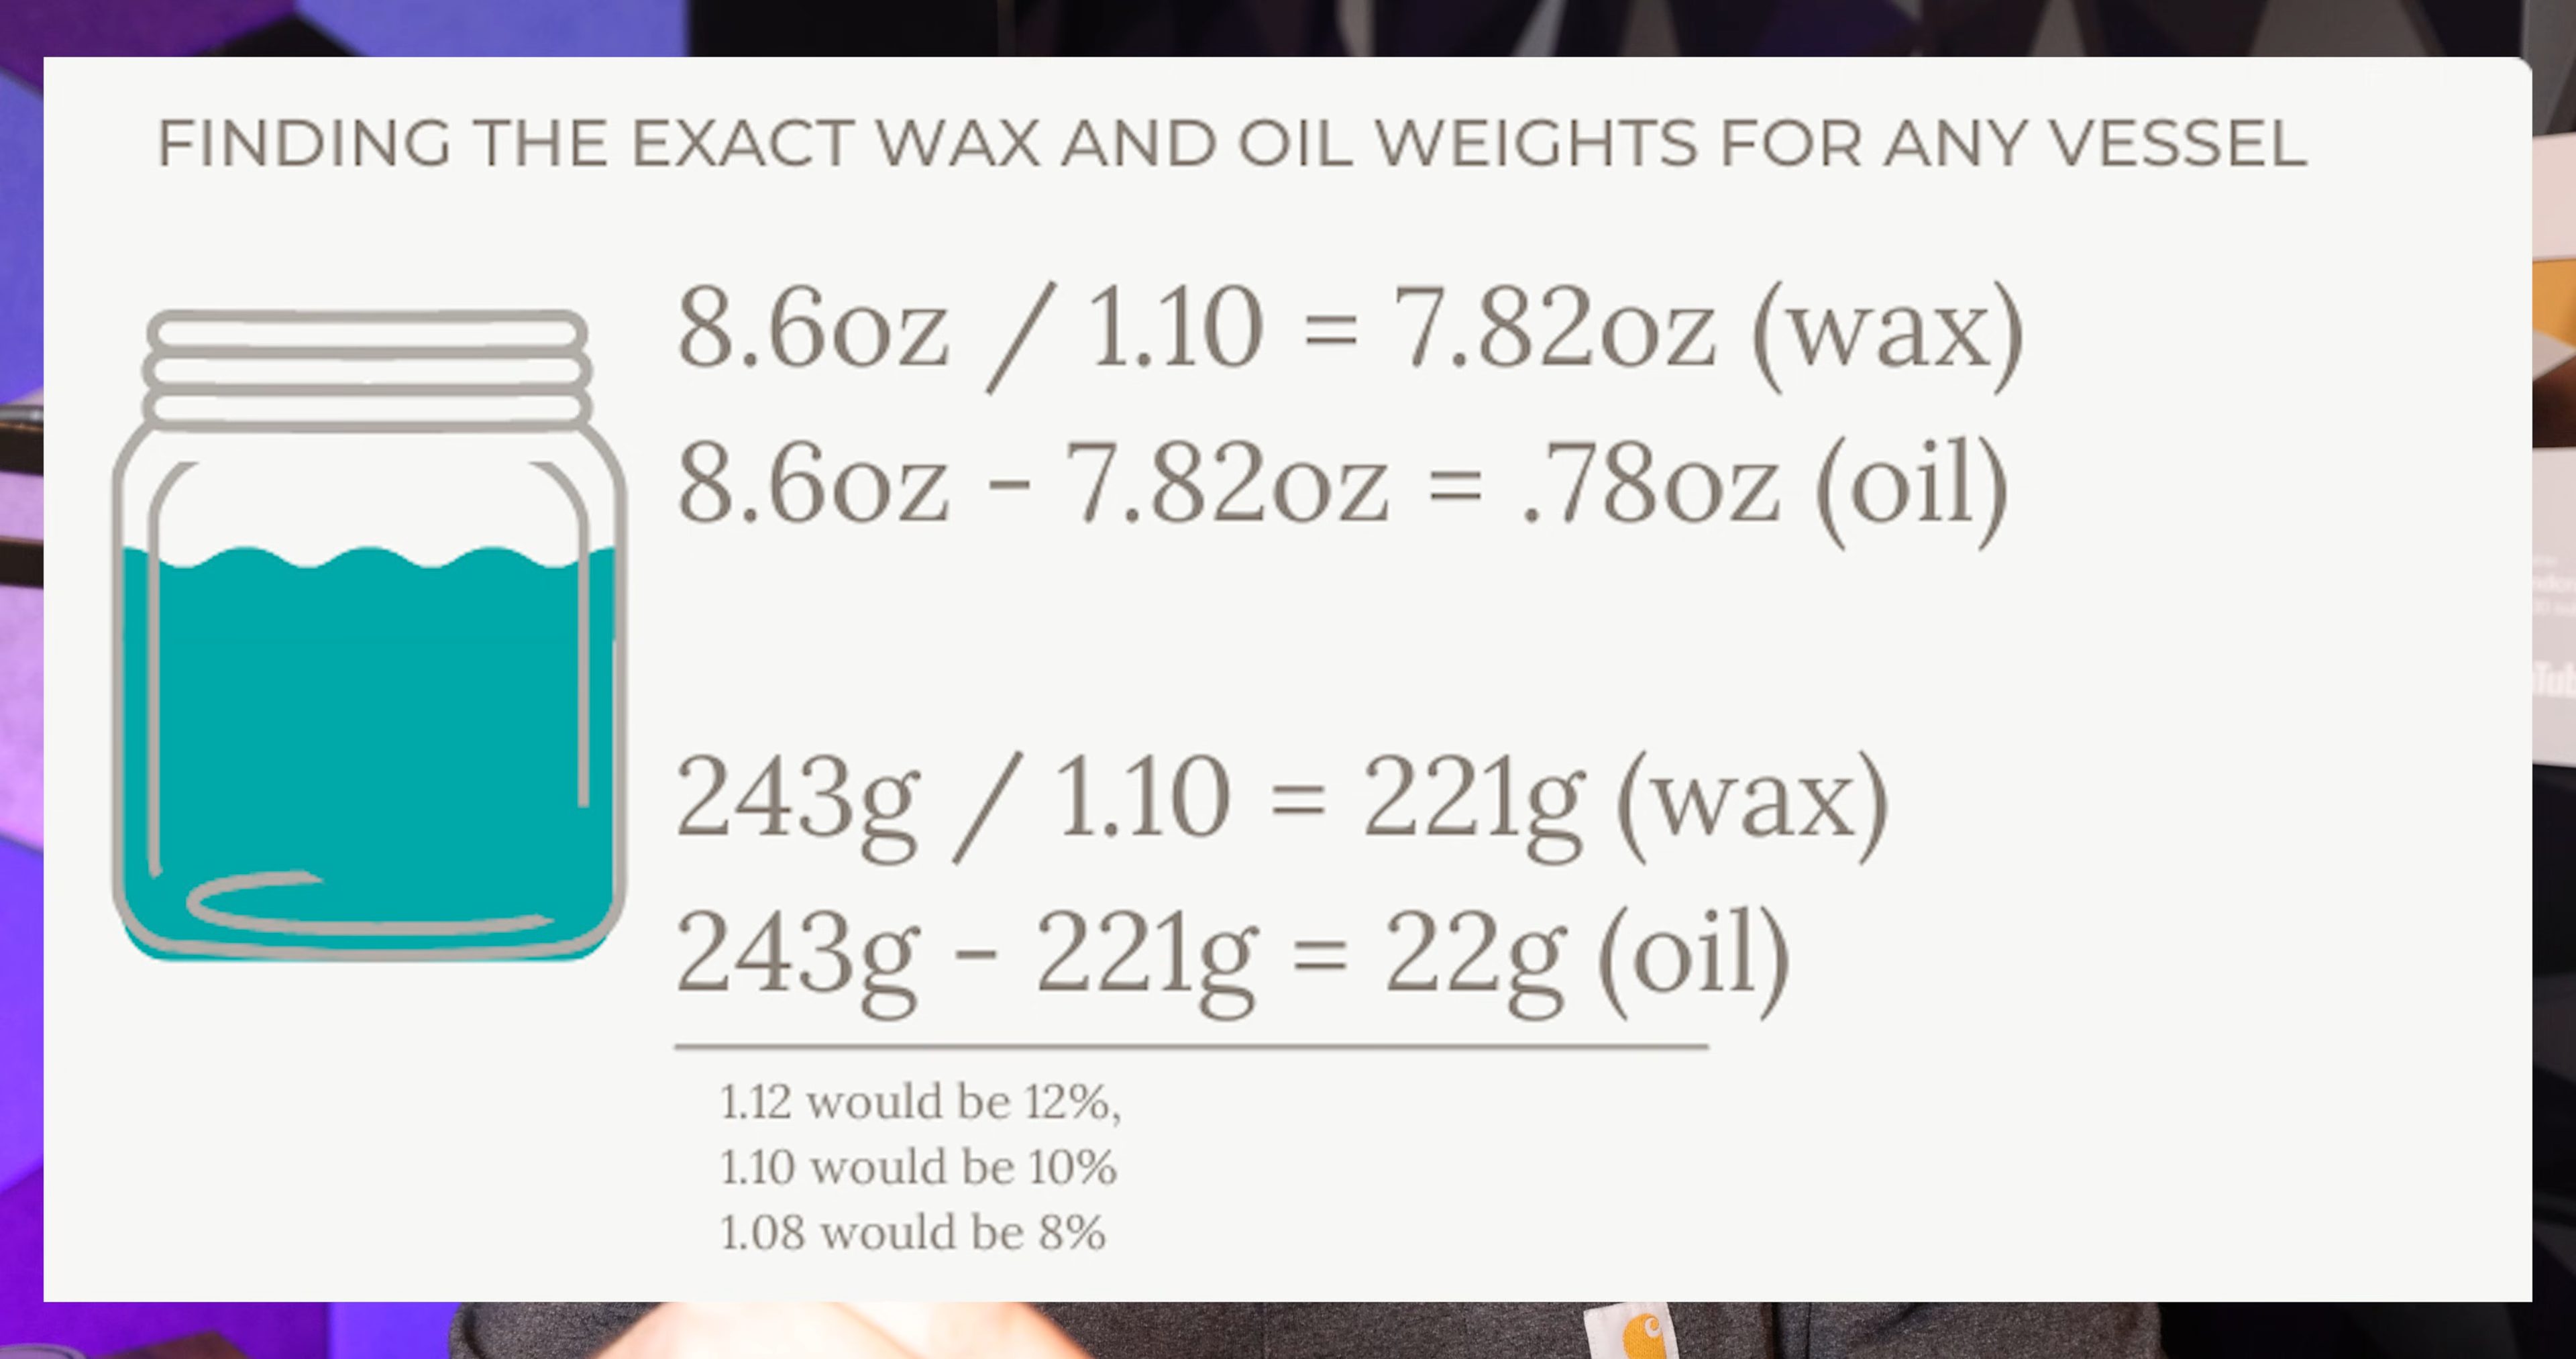 FINDING THE EXACT WAX AND OIL WEIGHTS FOR ANY VESSEL
8.6oz / 1.10 = 7.82oz (wax)
8.6oz - 7.82oz = .78oz (oil)
243g / 1.10 = 221g (wax)
243g - 221g = 22g (oil)
1.12 would be 12%,
1.10 would be 10%
1.08 would be 8%